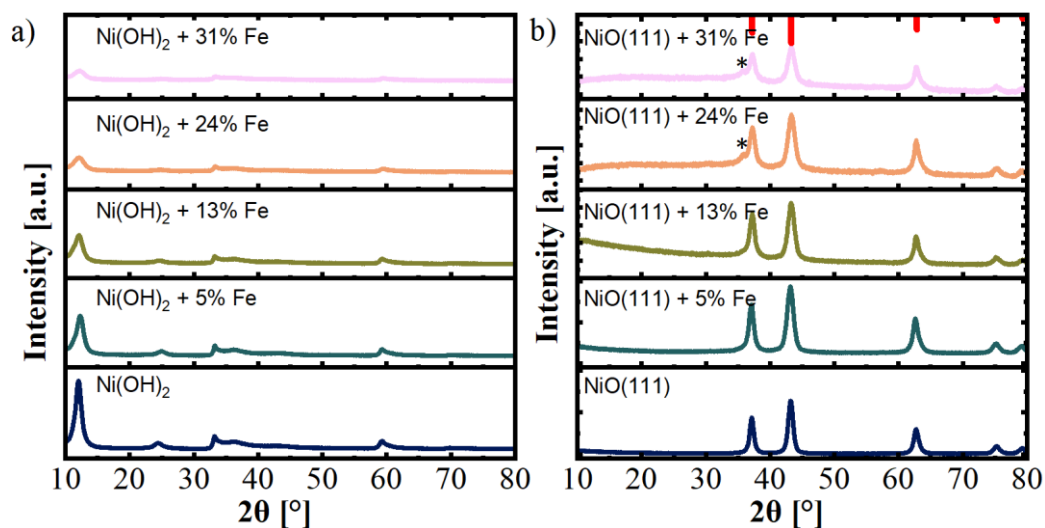 a)
Intensity [a.u.]
Ni(OH)₂ + 31% Fe
Ni(OH)₂ + 24% Fe
Ni(OH)₂ + 13% Fe
Ni(OH)₂ + 5% Fe
Ni(OH)₂
10 20 30 40 50 60 70 80
2θ [°]
b)
Intensity [a.u.]
NiO(111) + 31% Fe
*
NiO(111) + 24% Fe
*
NiO(111) + 13% Fe
NiO(111) + 5% Fe
NiO(111)
10 20 30 40 50 60 70 80
2θ [°]